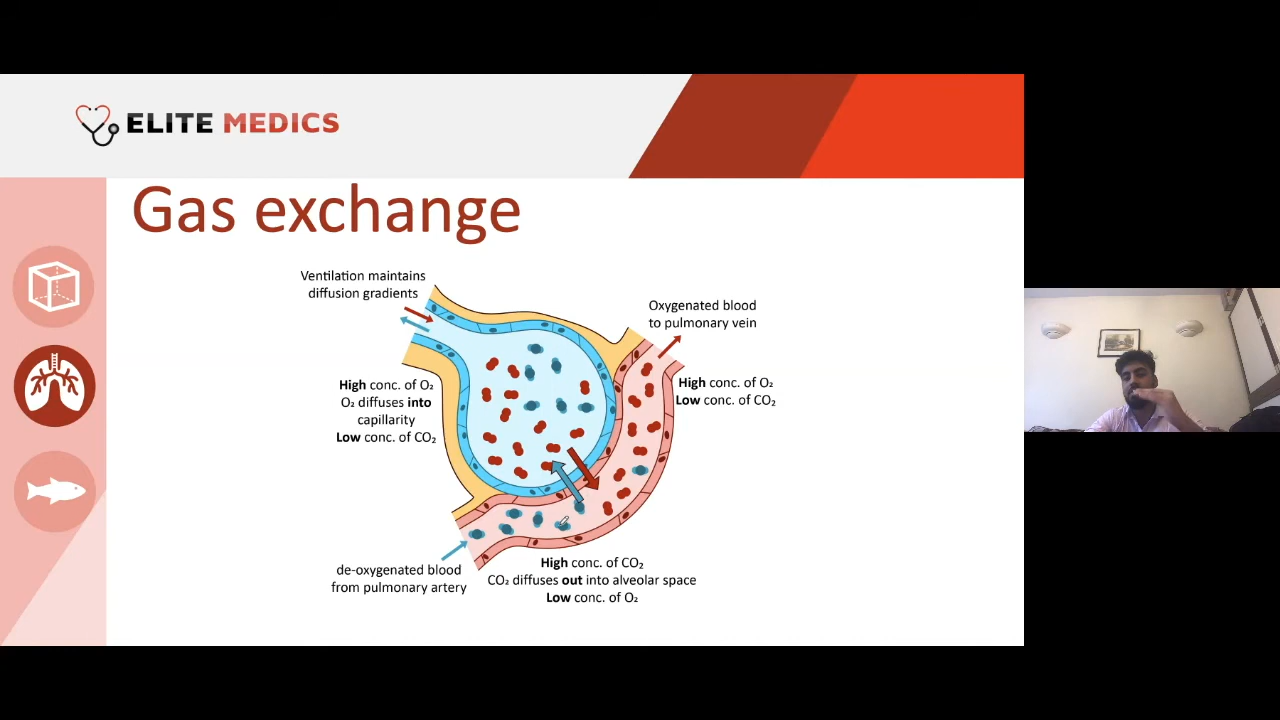 ELITE MEDICS
Gas exchange
Ventilation maintains
diffusion gradients
Oxygenated blood
to pulmonary vein
High conc. of O₂
O₂ diffuses into
capillarity
Low conc. of CO₂
High conc. of O₂
Low conc. of CO₂
de-oxygenated blood
from pulmonary artery
High conc. of CO₂
CO₂ diffuses out into alveolar space
Low conc. of O₂